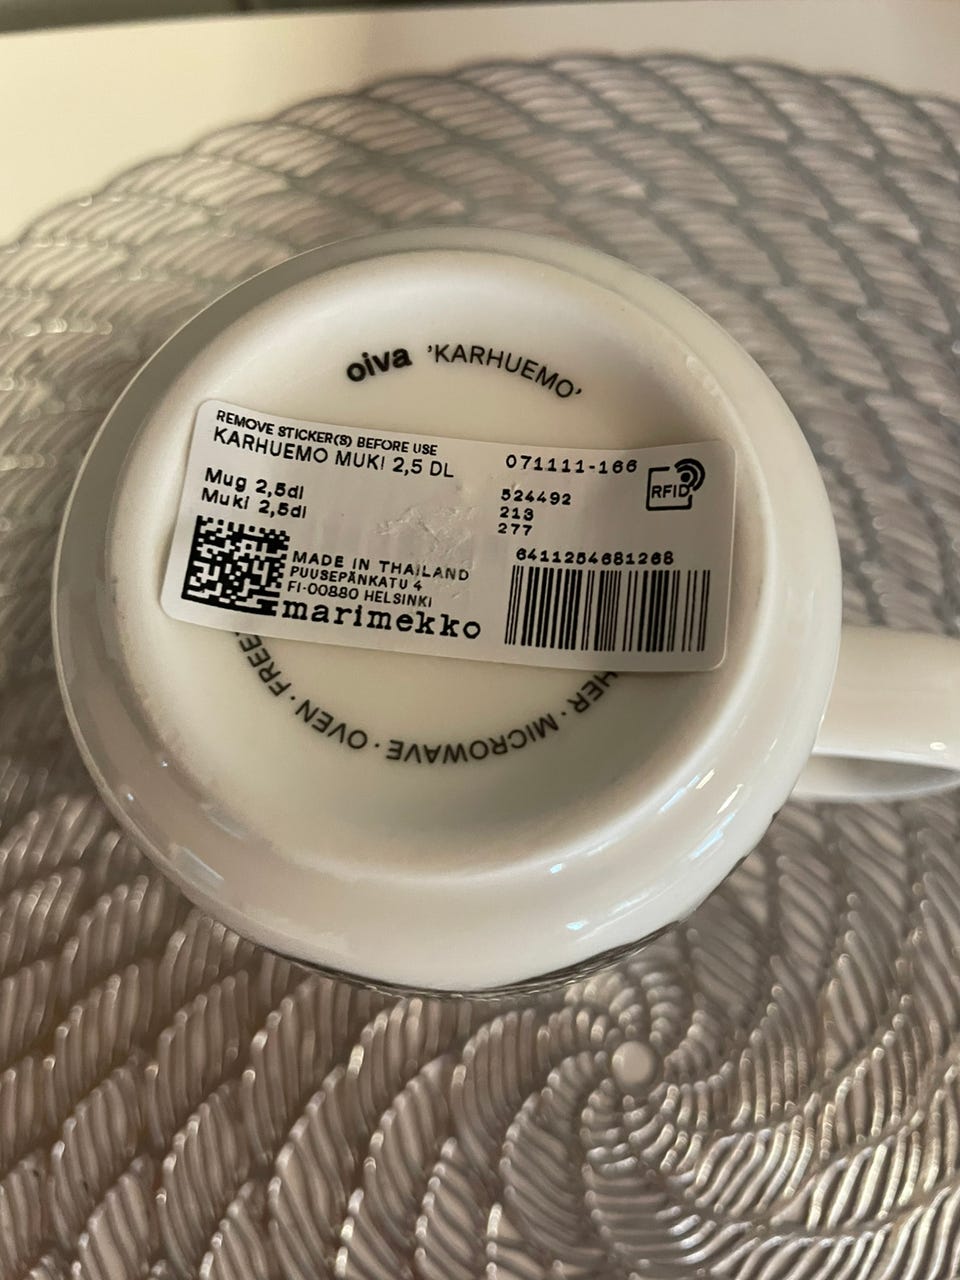 oiva 'KARHUEMO'
REMOVE STICKER(S) BEFORE USE
KARHUEMO MUKI 2,5 DL
Mug 2,5dl
Muki 2,5dl
MADE IN THAILAND
PUUSEPÄNKATU 4
FI-00880 HELSINKI
marimekko
071111-166
RFID
524492
213
277
6411254681268
HER · MICROWAVE · OVEN · FREE